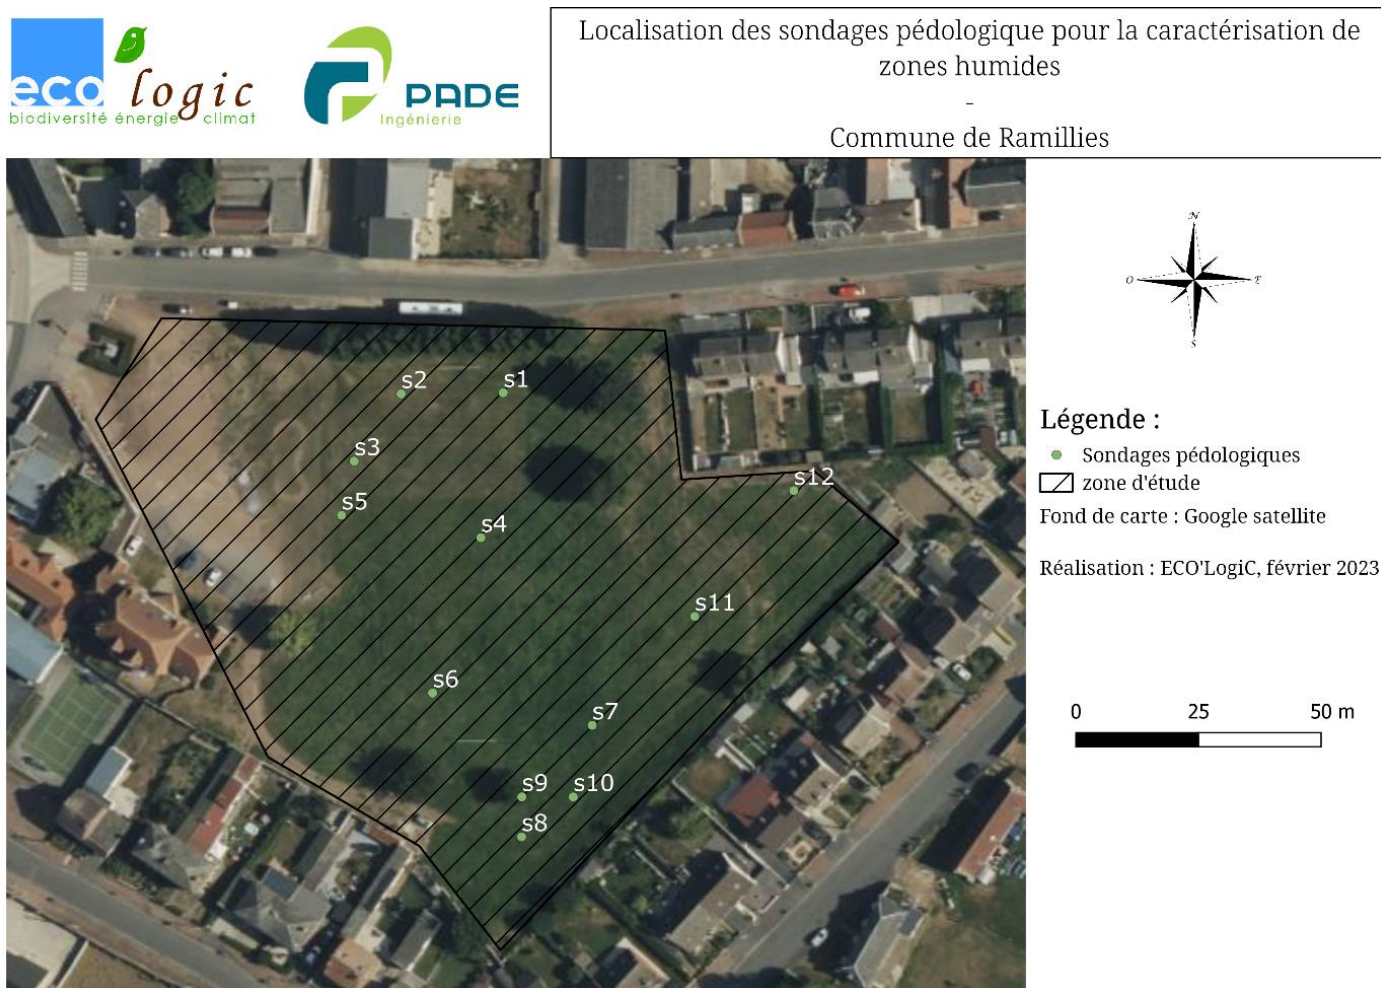 eco logic
biodiversité énergie climat
PADE
Ingénierie
Localisation des sondages pédologique pour la caractérisation de
zones humides
-
Commune de Ramillies
N
O
E
S
Légende :
Sondages pédologiques
zone d'étude
Fond de carte : Google satellite
Réalisation : ECO'LogiC, février 2023
0 25 50 m
s2
s1
s3
s12
s5
s4
s11
s6
s7
s9
s10
s8